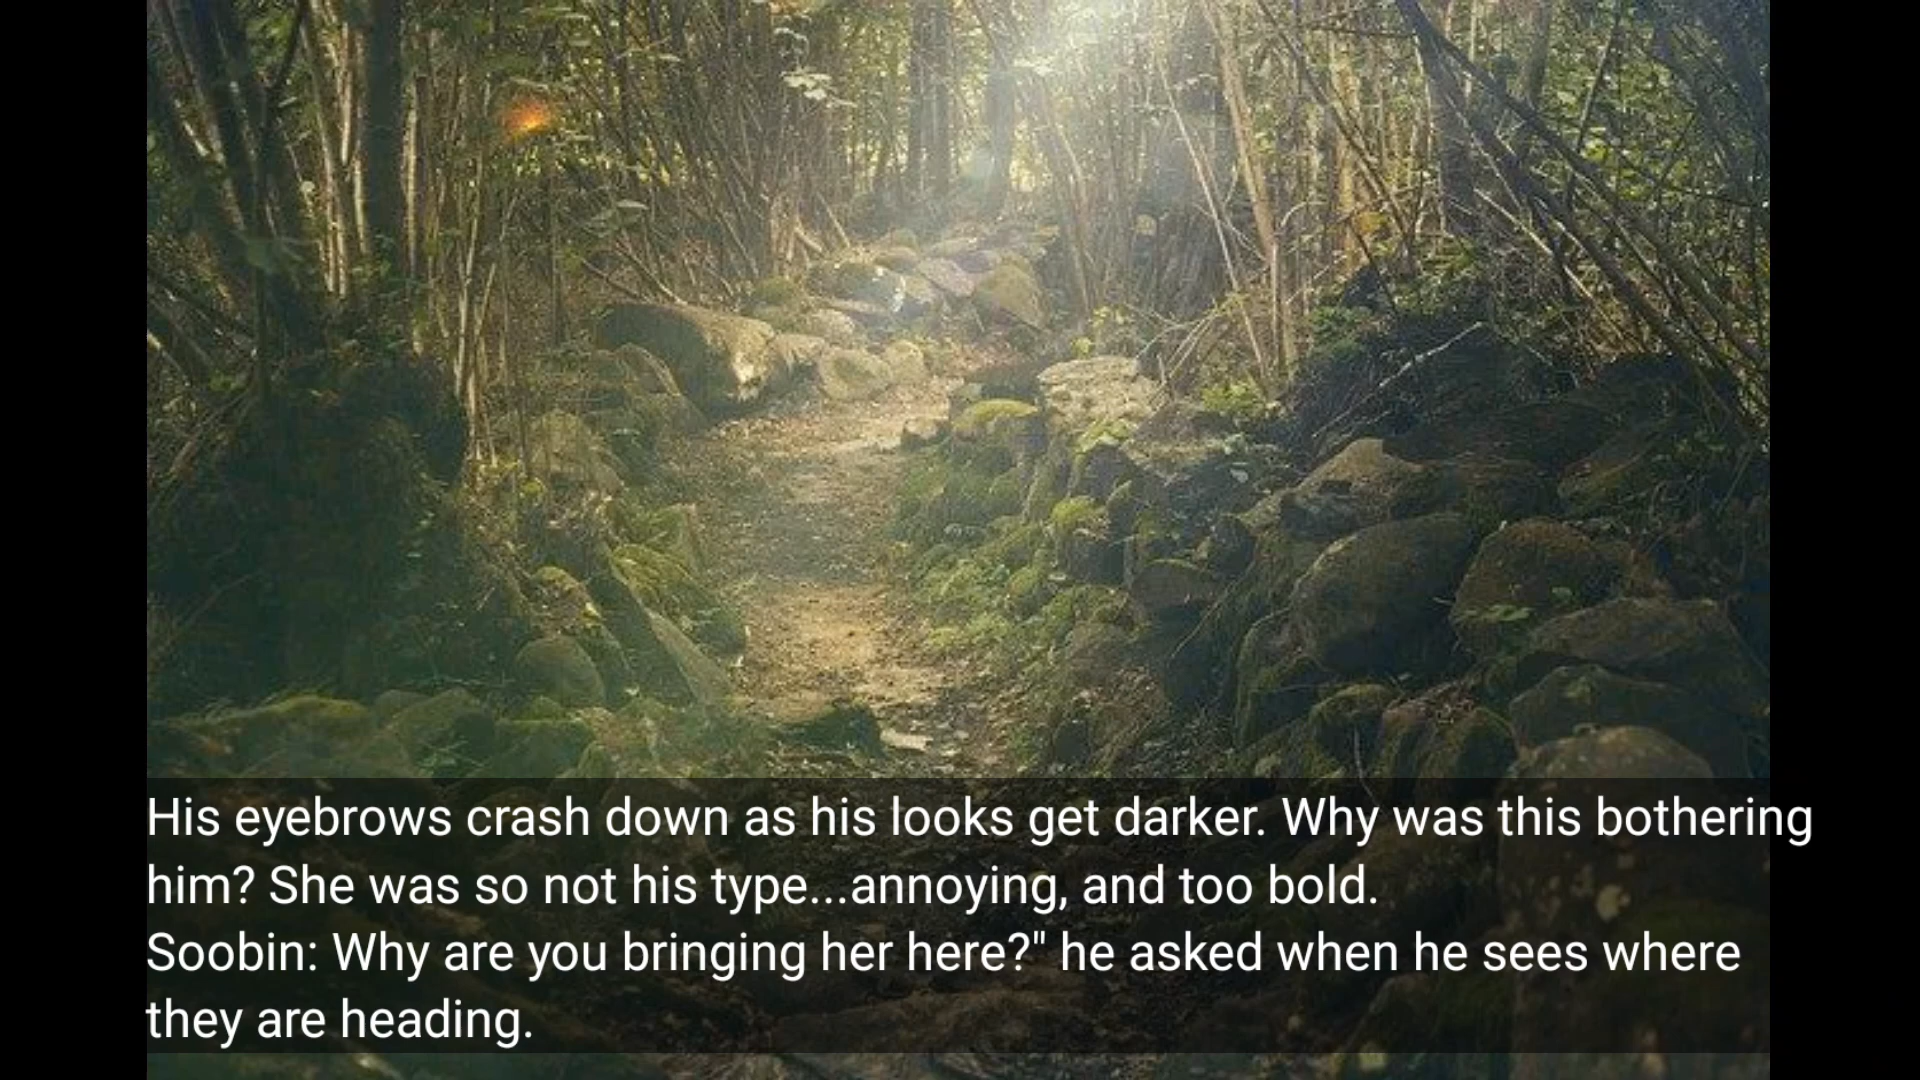 His eyebrows crash down as his looks get darker. Why was this bothering
him? She was so not his type...annoying, and too bold.
Soobin: Why are you bringing her here?" he asked when he sees where
they are heading.